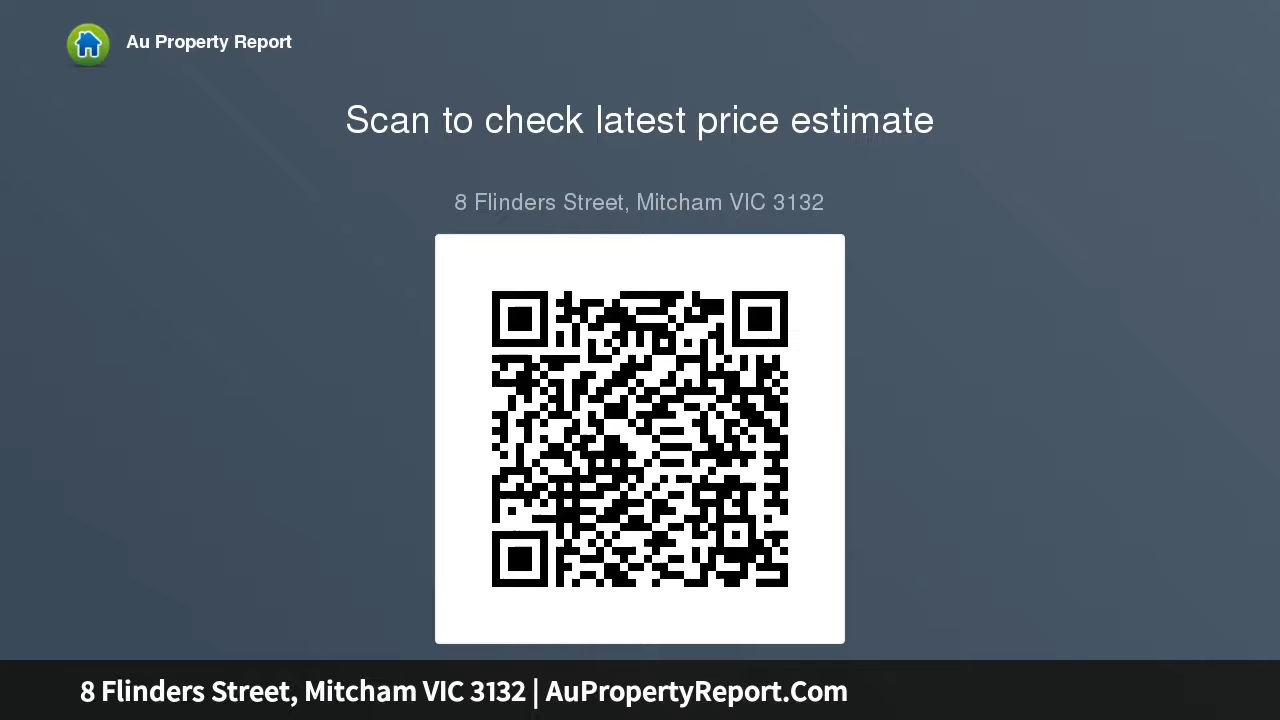 Au Property Report
Scan to check latest price estimate
8 Flinders Street, Mitcham VIC 3132
8 Flinders Street, Mitcham VIC 3132 | AuPropertyReport.Com